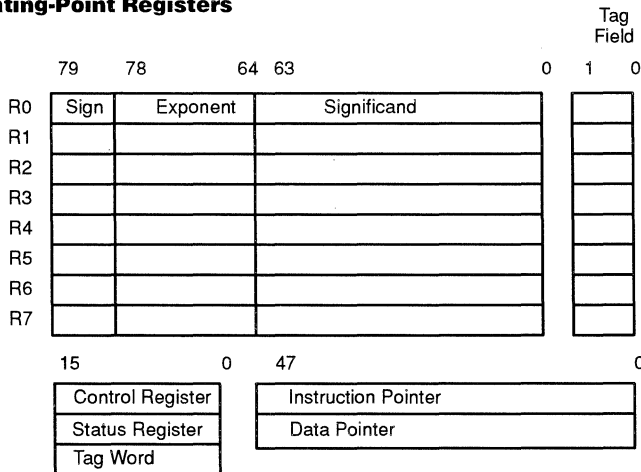 ating-Point Registers
Tag
Field
79 78 64 63 0 1 0
R0 Sign Exponent Significand
R1
R2
R3
R4
R5
R6
R7
15 0 47 0
Control Register Instruction Pointer
Status Register Data Pointer
Tag Word